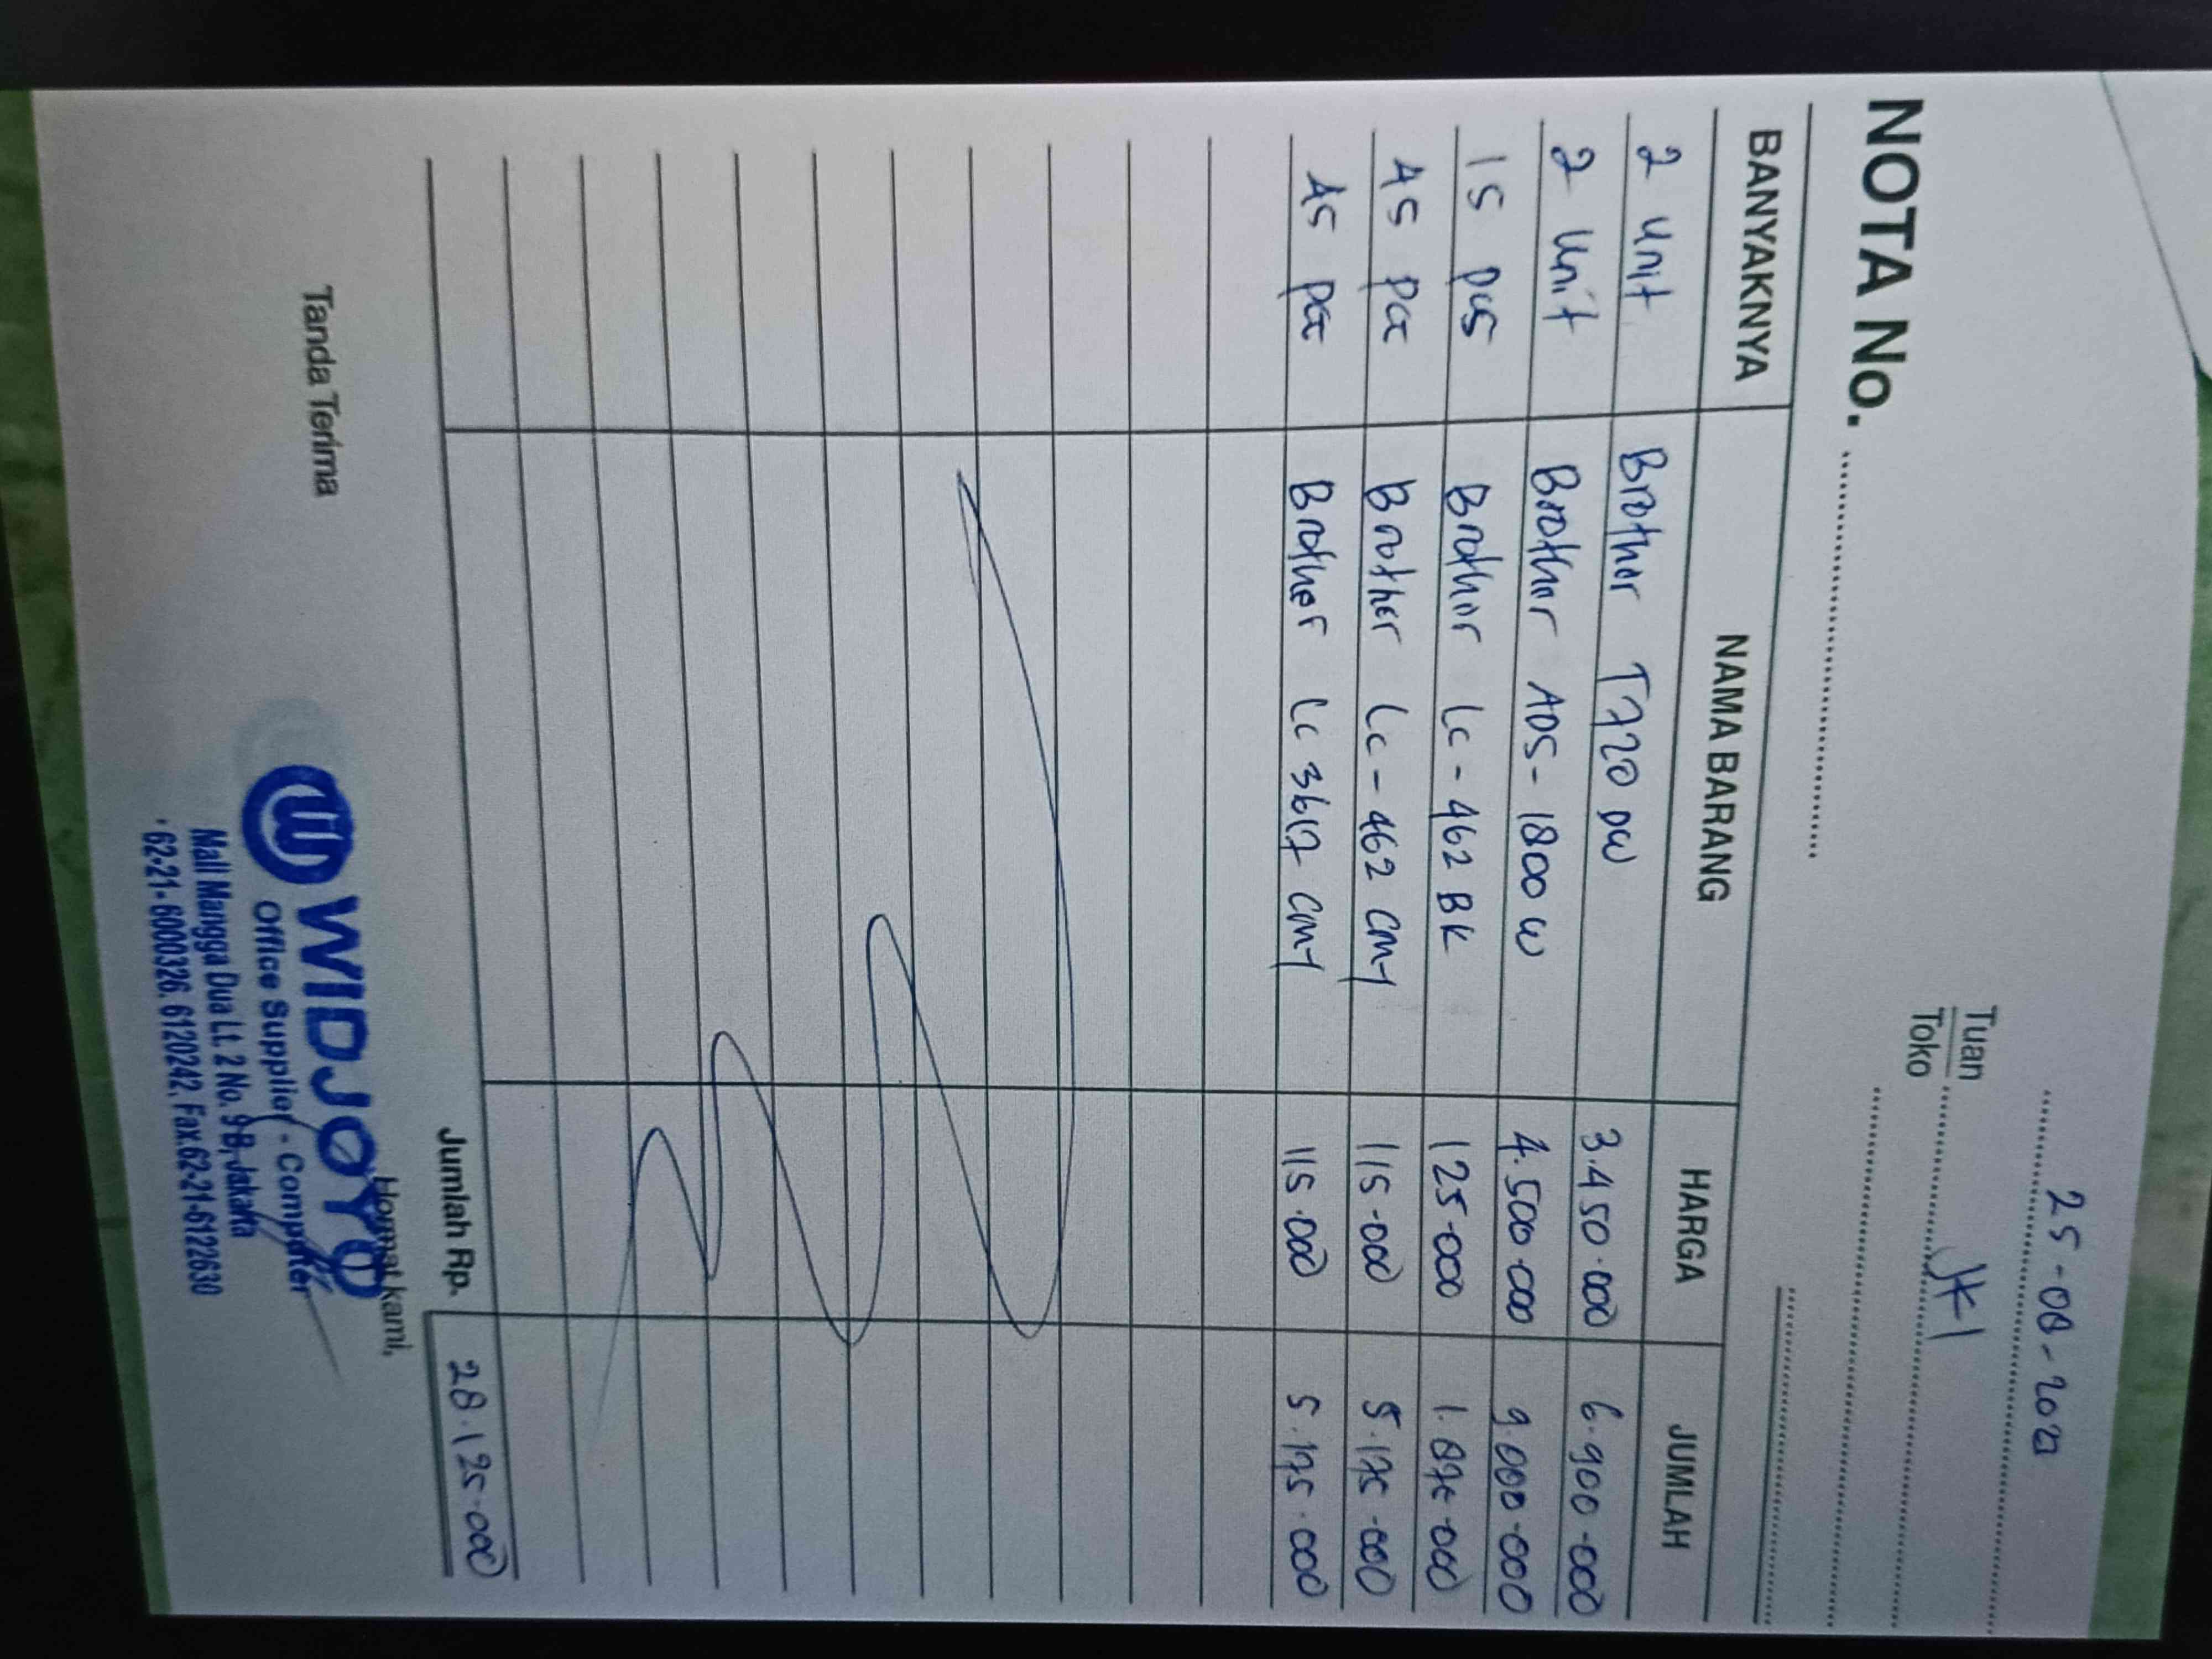 25-08-2022
NOTA No.
Tuan
Toko
BANYAKNYA NAMA BARANG HARGA JUMLAH
2 Unit Brother T720 DW 3.450.000 6.900.000
2 Unit Brother ADS-1800 W 4.500.000 9.000.000
15 pcs Brother LC-462 BK 125.000 1.875.000
45 pcs Brother LC-462 CMY 115.000 5.175.000
45 pcs Brother LC 3617 CMY 115.000 5.175.000
Jumlah Rp. 28.125.000
Tanda Terima Hormat kami,
WIDJOYO
Office Supplier - Computer
Mall Mangga Dua Lt. 2 No. 9B, Jakarta
62-21-6000326, 6120242, Fax.62-21-6122630